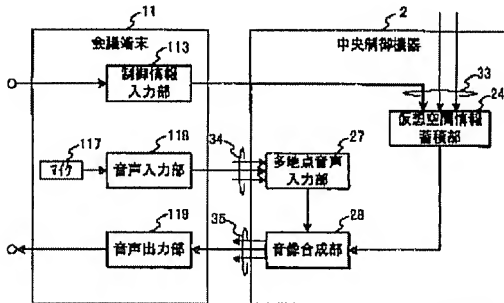 11
会議端末
113
制御情報
入力部
117
マイク
118
音声入力部
119
音声出力部
2
中央制御機器
33
24
仮想空間情報
蓄積部
34
27
多地点音声
入力部
35
28
音像合成部